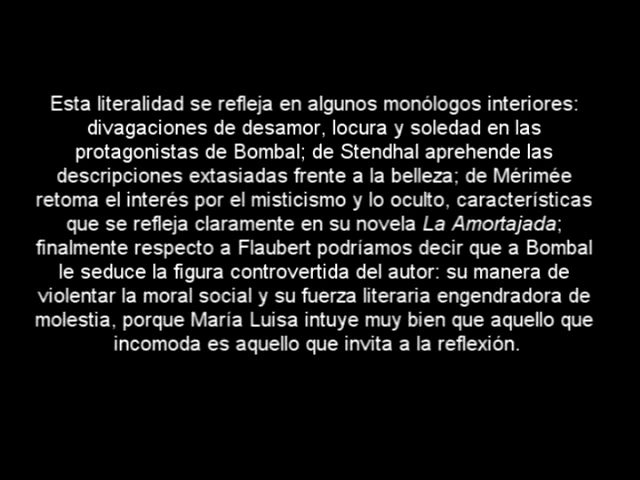 Esta literalidad se refleja en algunos monólogos interiores:
divagaciones de desamor, locura y soledad en las
protagonistas de Bombal; de Stendhal aprehende las
descripciones extasiadas frente a la belleza; de Mérimée
retoma el interés por el misticismo y lo oculto, características
que se refleja claramente en su novela La Amortajada;
finalmente respecto a Flaubert podríamos decir que a Bombal
le seduce la figura controvertida del autor: su manera de
violentar la moral social y su fuerza literaria engendradora de
molestia, porque María Luisa intuye muy bien que aquello que
incomoda es aquello que invita a la reflexión.